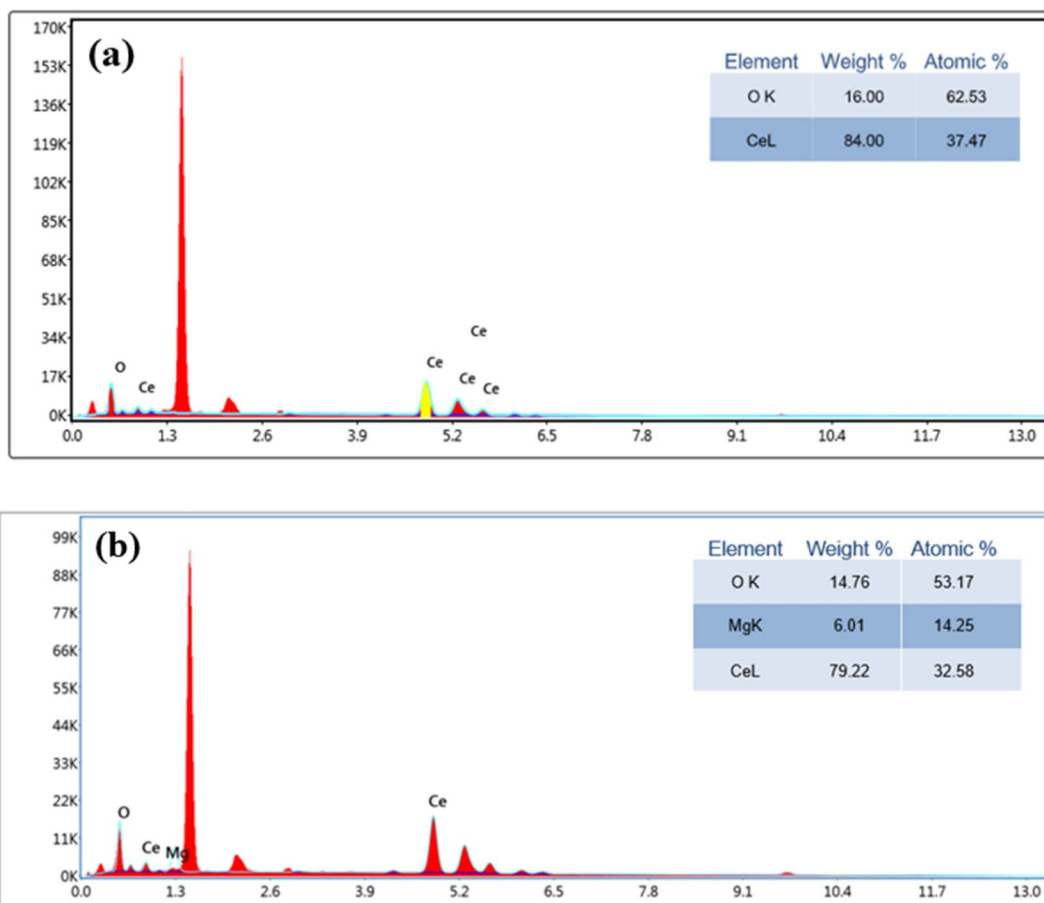 (a)
170K
153K
136K
119K
102K
85K
68K
51K
34K
17K
0K
Element Weight % Atomic %
O K 16.00 62.53
CeL 84.00 37.47
O
Ce
Ce
Ce
Ce
Ce
0.0 1.3 2.6 3.9 5.2 6.5 7.8 9.1 10.4 11.7 13.0
(b)
99K
88K
77K
66K
55K
44K
33K
22K
11K
0K
Element Weight % Atomic %
O K 14.76 53.17
MgK 6.01 14.25
CeL 79.22 32.58
O
Ce
Mg
Ce
0.0 1.3 2.6 3.9 5.2 6.5 7.8 9.1 10.4 11.7 13.0